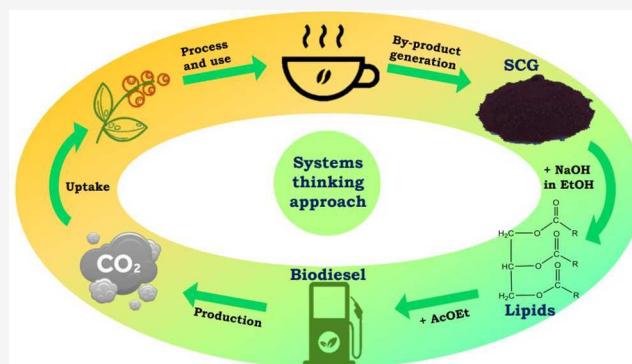 Process
and use
By-product
generation
SCG
+ NaOH
in EtOH
O
H₂C—O—C—R
O
HC—O—C—R
O
H₂C—O—C—R
Lipids
+ AcOEt
Biodiesel
Production
CO₂
Uptake
Systems
thinking
approach